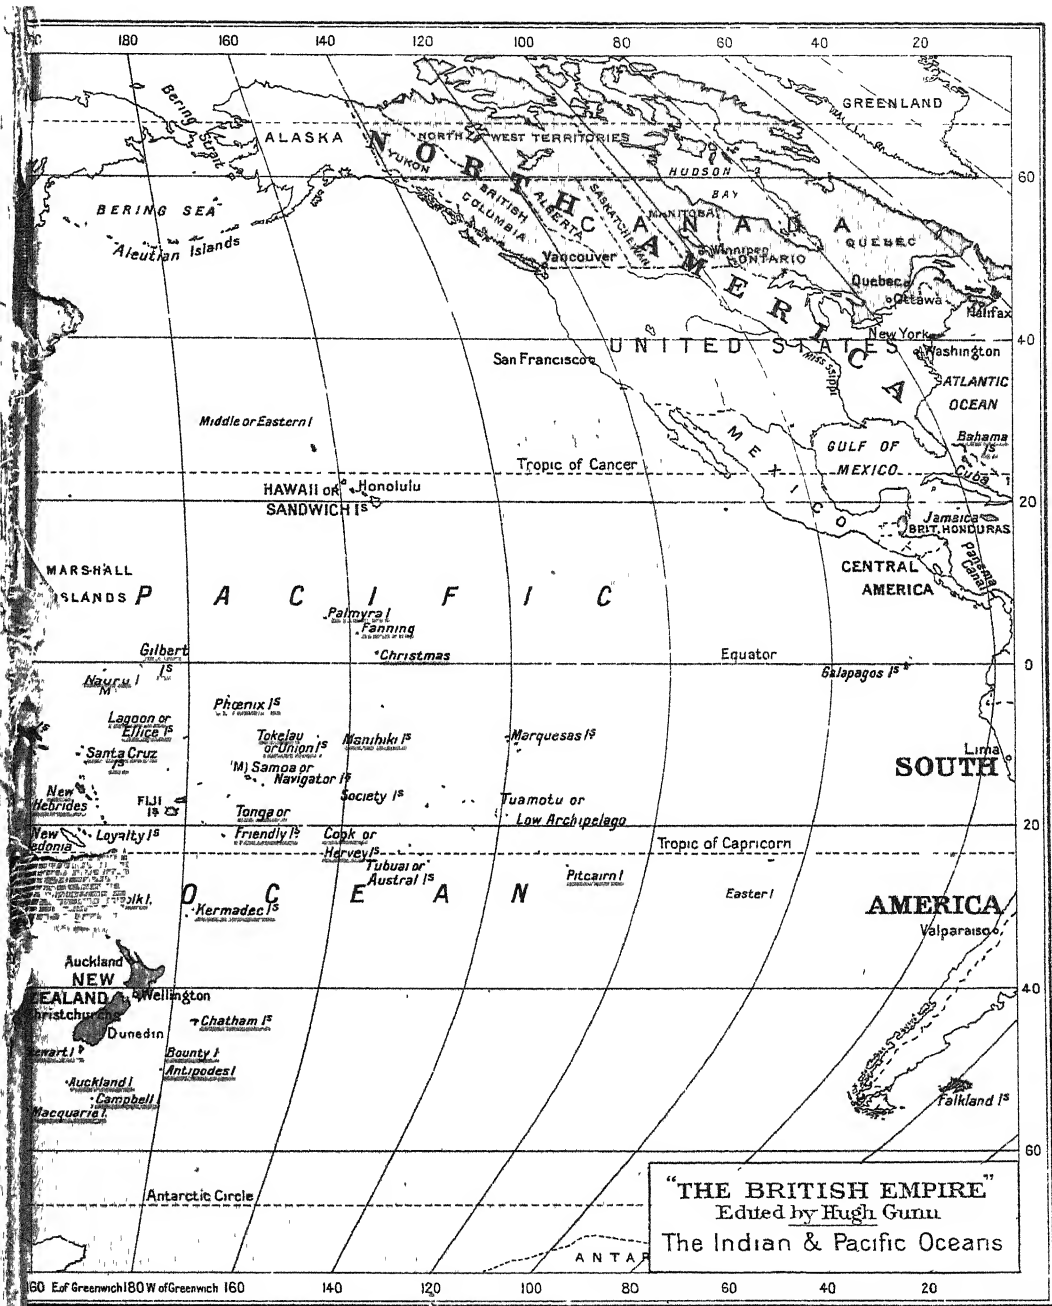 180 160 140 120 100 80 60 40 20
GREENLAND
Bering Strait
ALASKA
NORTH WEST TERRITORIES
YUKON
NORTH AMERICA
HUDSON
BAY
60
BERING SEA
Aleutian Islands
BRITISH
COLUMBIA
ALBERTA
SASKATCHEWAN
MANITOBA
CANADA
QUEBEC
Winnipeg
ONTARIO
Vancouver
Quebec
Ottawa
Halifax
New York
40
San Francisco
UNITED STATES
Washington
ATLANTIC
OCEAN
Middle or Eastern I
MEXICO
GULF OF
MEXICO
Bahama
Is
Tropic of Cancer
Cuba
HAWAII OR
Honolulu
SANDWICH Is
20
Jamaica
BRIT. HONDURAS
MARSHALL
ISLANDS
CENTRAL
AMERICA
Panama
Canal
PACIFIC
Palmyra I
Fanning
Christmas
Gilbert
Is
Equator
0
Galapagos Is
Nauru I
M
Phœnix Is
Lagoon or
Ellice Is
Tokelau
or Union Is
Manihiki Is
Marquesas Is
Santa Cruz
Is
Lima
(M) Samoa or
Navigator Is
SOUTH
New
Hebrides
FIJI
Is
Society Is
Tuamotu or
Low Archipelago
Tonga or
Friendly Is
Cook or
Hervey Is
20
New
edonia
Loyalty Is
Tropic of Capricorn
Tubuai or
Austral Is
Pitcairn I
Easter I
olk I.
OCEAN
Kermadec Is
AMERICA
Valparaiso
Auckland
NEW
ZEALAND
Wellington
40
Christchurch
Chatham Is
Dunedin
ewart I
Bounty I
Antipodes I
Auckland I
Campbell I
Macquarie I.
Falkland Is
60
Antarctic Circle
ANTAR
"THE BRITISH EMPIRE"
Edited by Hugh Gunn
The Indian & Pacific Oceans
160 E.of Greenwich 180 W of Greenwich 160 140 120 100 80 60 40 20